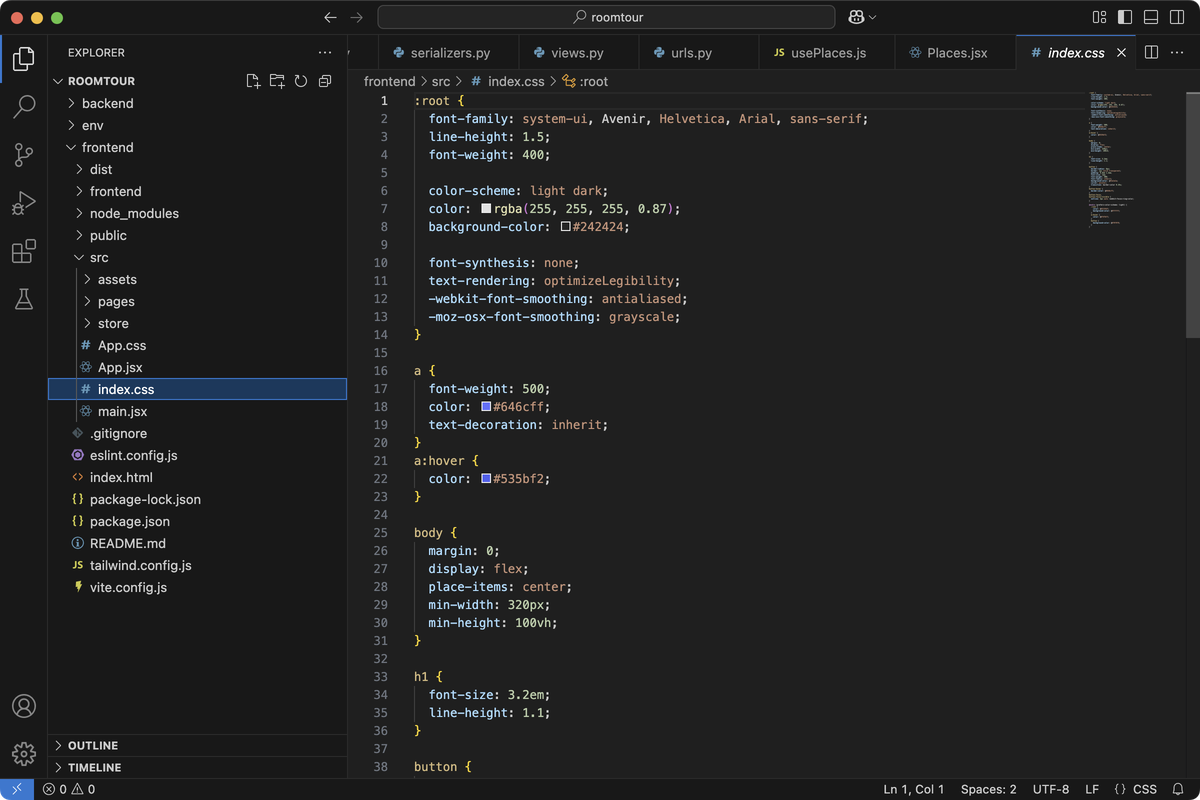 roomtour
EXPLORER
ROOMTOUR
backend
env
frontend
dist
frontend
node_modules
public
src
assets
pages
store
# App.css
App.jsx
# index.css
main.jsx
.gitignore
eslint.config.js
<> index.html
{} package-lock.json
{} package.json
README.md
JS tailwind.config.js
vite.config.js
OUTLINE
TIMELINE
serializers.py
views.py
urls.py
JS usePlaces.js
Places.jsx
# index.css
frontend > src > # index.css > :root
1 :root {
2 font-family: system-ui, Avenir, Helvetica, Arial, sans-serif;
3 line-height: 1.5;
4 font-weight: 400;
5
6 color-scheme: light dark;
7 color: rgba(255, 255, 255, 0.87);
8 background-color: #242424;
9
10 font-synthesis: none;
11 text-rendering: optimizeLegibility;
12 -webkit-font-smoothing: antialiased;
13 -moz-osx-font-smoothing: grayscale;
14 }
15
16 a {
17 font-weight: 500;
18 color: #646cff;
19 text-decoration: inherit;
20 }
21 a:hover {
22 color: #535bf2;
23 }
24
25 body {
26 margin: 0;
27 display: flex;
28 place-items: center;
29 min-width: 320px;
30 min-height: 100vh;
31 }
32
33 h1 {
34 font-size: 3.2em;
35 line-height: 1.1;
36 }
37
38 button {
0 0
Ln 1, Col 1
Spaces: 2
UTF-8
LF
{} CSS